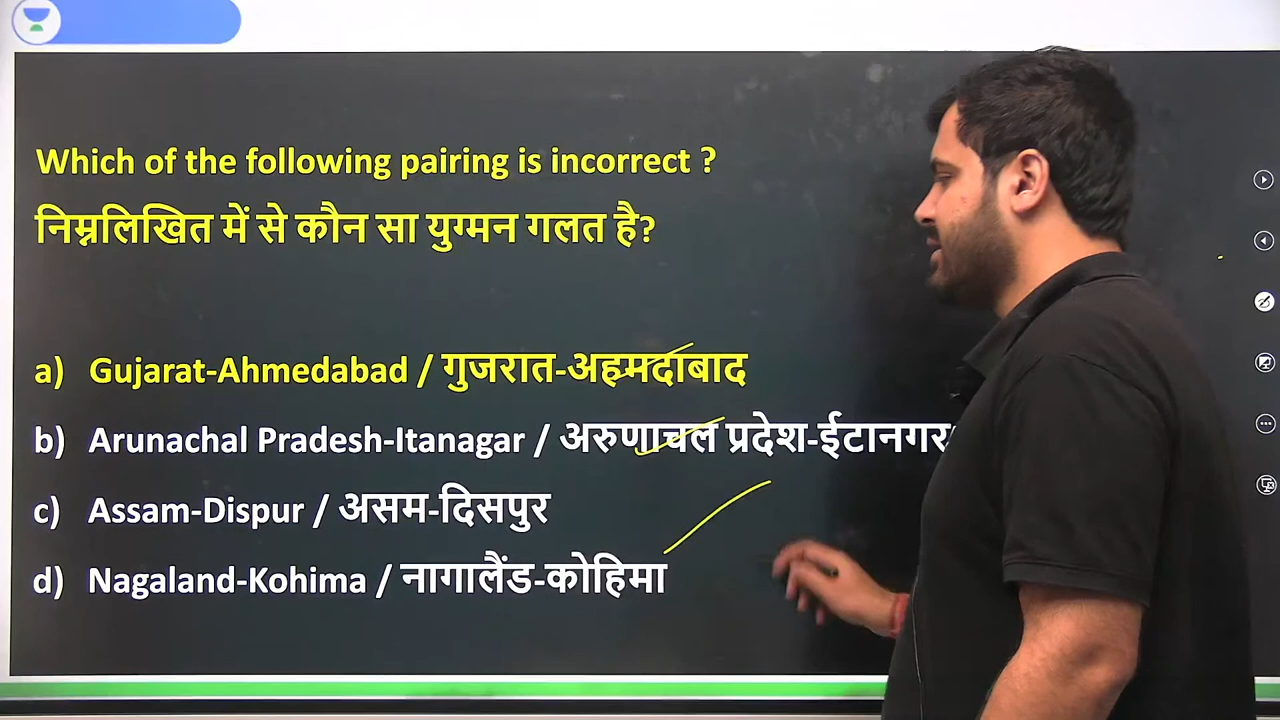 Which of the following pairing is incorrect ?
निम्नलिखित में से कौन सा युग्मन गलत है?
a) Gujarat-Ahmedabad / गुजरात-अहमदाबाद
b) Arunachal Pradesh-Itanagar / अरुणाचल प्रदेश-ईटानगर
c) Assam-Dispur / असम-दिसपुर
d) Nagaland-Kohima / नागालैंड-कोहिमा